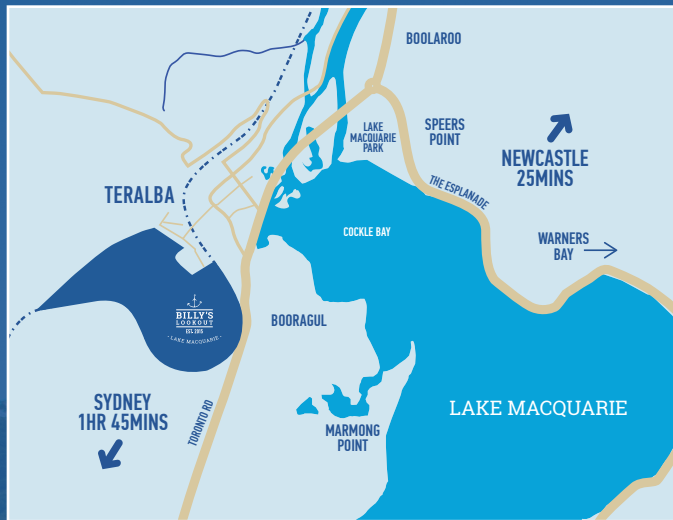 BOOLAROO
LAKE
MACQUARIE
PARK
SPEERS
POINT
NEWCASTLE
25MINS
TERALBA
THE ESPLANADE
COCKLE BAY
WARNERS
BAY
BILLY'S
LOOKOUT
EST. 2015
- LAKE MACQUARIE -
BOORAGUL
SYDNEY
1HR 45MINS
TORONTO RD
MARMONG
POINT
LAKE MACQUARIE